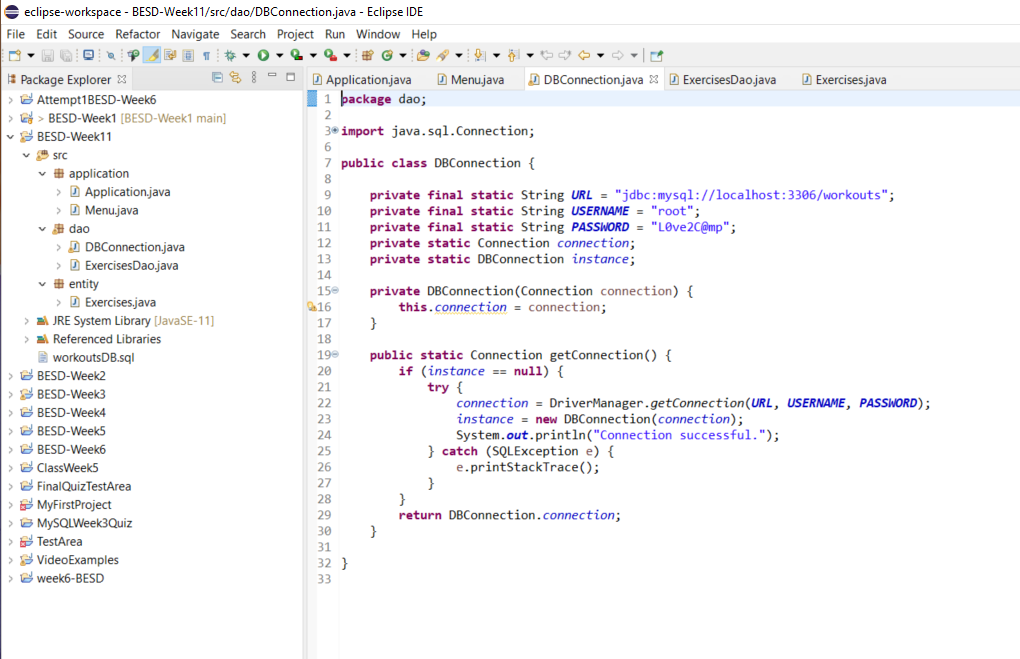 eclipse-workspace - BESD-Week11/src/dao/DBConnection.java - Eclipse IDE
File Edit Source Refactor Navigate Search Project Run Window Help
Package Explorer
Attempt1BESD-Week6
> BESD-Week1 [BESD-Week1 main]
BESD-Week11
src
application
Application.java
Menu.java
dao
DBConnection.java
ExercisesDao.java
entity
Exercises.java
JRE System Library [JavaSE-11]
Referenced Libraries
workoutsDB.sql
BESD-Week2
BESD-Week3
BESD-Week4
BESD-Week5
BESD-Week6
ClassWeek5
FinalQuizTestArea
MyFirstProject
MySQLWeek3Quiz
TestArea
VideoExamples
week6-BESD
Application.java Menu.java DBConnection.java ExercisesDao.java Exercises.java
1 package dao;
2
3 import java.sql.Connection;
6
7 public class DBConnection {
8
9 private final static String URL = "jdbc:mysql://localhost:3306/workouts";
10 private final static String USERNAME = "root";
11 private final static String PASSWORD = "L0ve2C@mp";
12 private static Connection connection;
13 private static DBConnection instance;
14
15 private DBConnection(Connection connection) {
16 this.connection = connection;
17 }
18
19 public static Connection getConnection() {
20 if (instance == null) {
21 try {
22 connection = DriverManager.getConnection(URL, USERNAME, PASSWORD);
23 instance = new DBConnection(connection);
24 System.out.println("Connection successful.");
25 } catch (SQLException e) {
26 e.printStackTrace();
27 }
28 }
29 return DBConnection.connection;
30 }
31
32 }
33